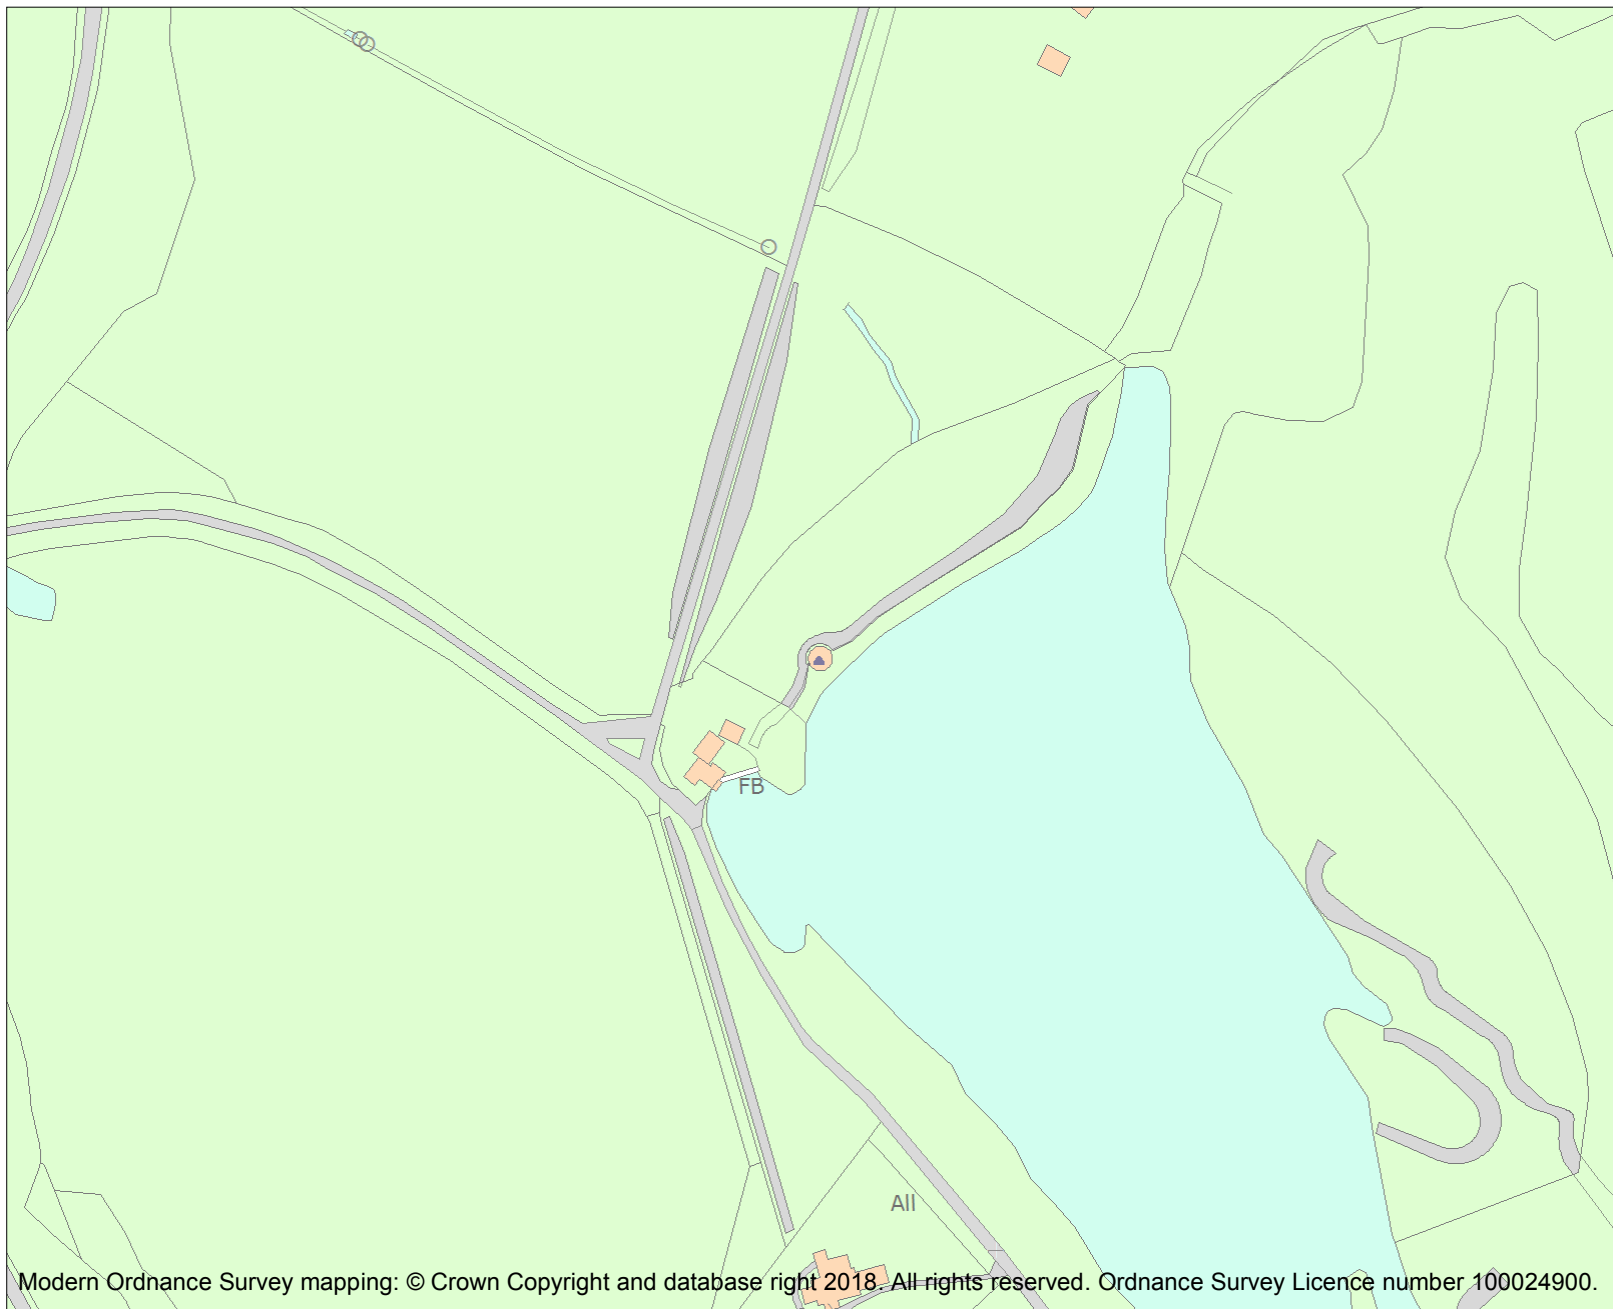 FB
All
Modern Ordnance Survey mapping: © Crown Copyright and database right 2018. All rights reserved. Ordnance Survey Licence number 100024900.